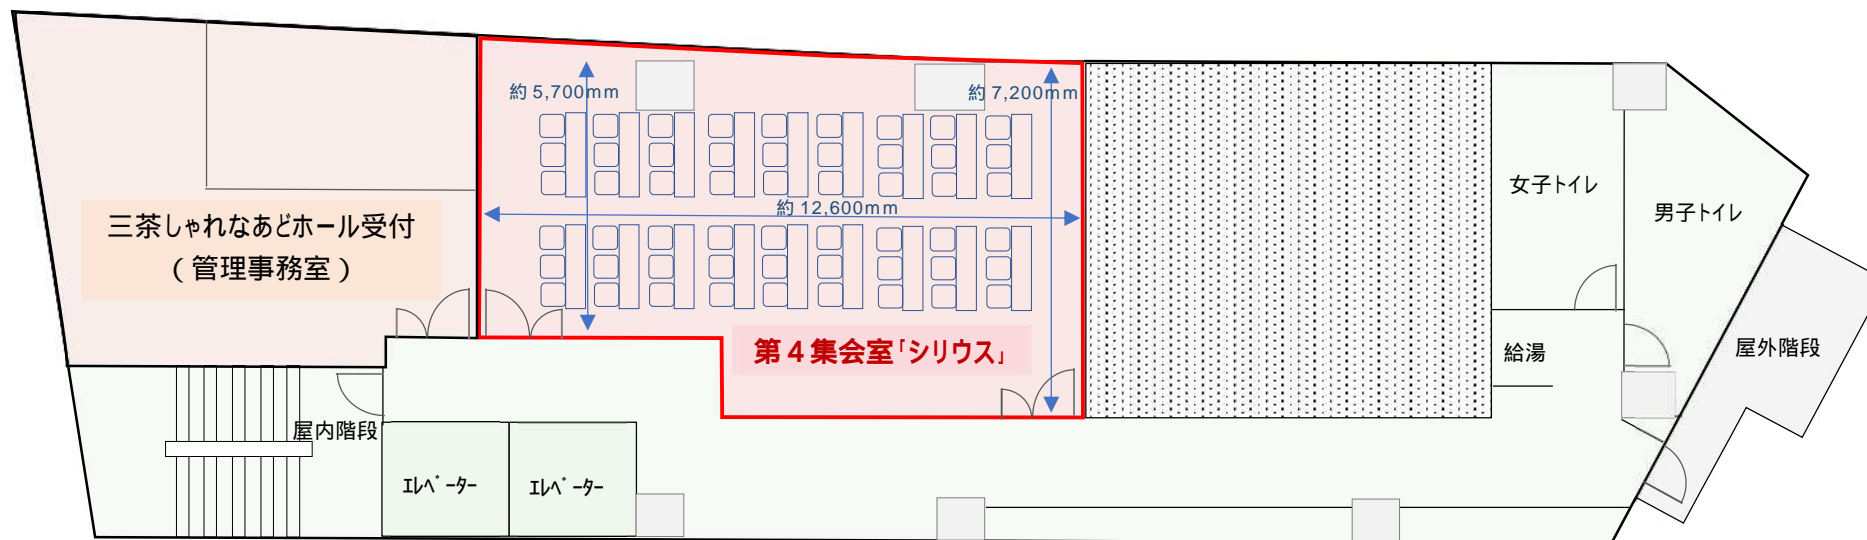 約5,700mm
約7,200mm
約12,600mm
三茶しゃれなあどホール受付
(管理事務室)
第4集会室「シリウス」
女子トイレ
男子トイレ
給湯
屋外階段
屋内階段
エレベーター
エレベーター